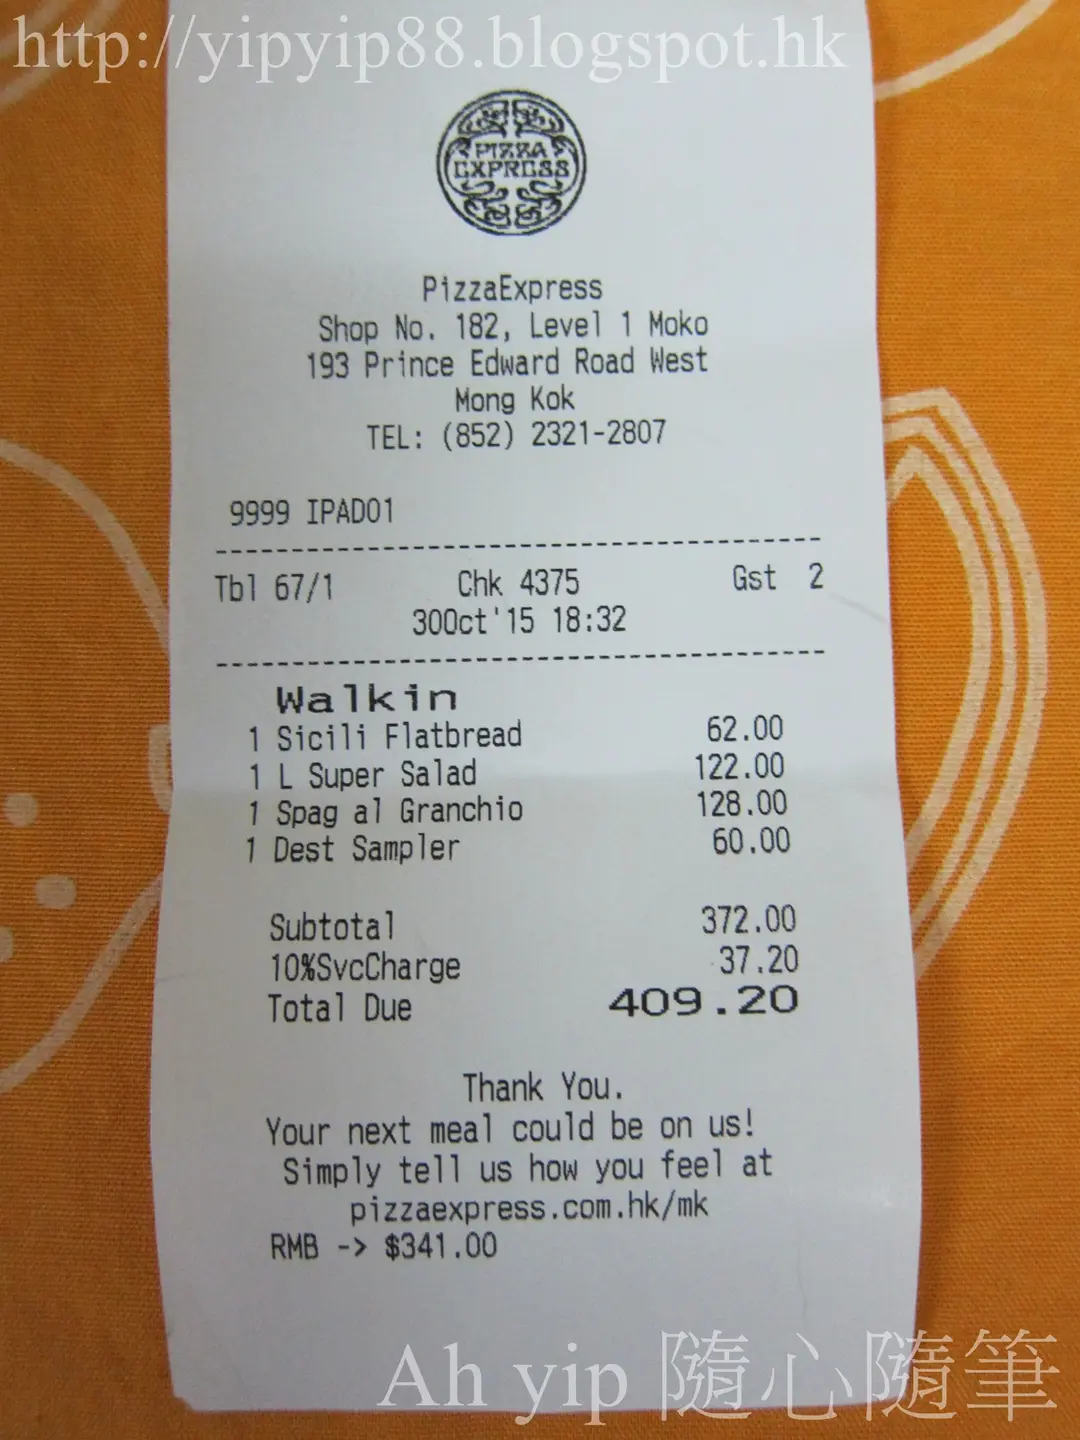 http://yipyip88.blogspot.hk
PIZZA
EXPRESS
PizzaExpress
Shop No. 182, Level 1 Moko
193 Prince Edward Road West
Mong Kok
TEL: (852) 2321-2807
9999 IPAD01
----------------------------------------
Tbl 67/1 Chk 4375 Gst 2
30Oct'15 18:32
----------------------------------------
Walkin
1 Sicili Flatbread 62.00
1 L Super Salad 122.00
1 Spag al Granchio 128.00
1 Dest Sampler 60.00
Subtotal 372.00
10%SvcCharge 37.20
Total Due 409.20
Thank You.
Your next meal could be on us!
Simply tell us how you feel at
pizzaexpress.com.hk/mk
RMB -> $341.00
Ah yip 隨心隨筆